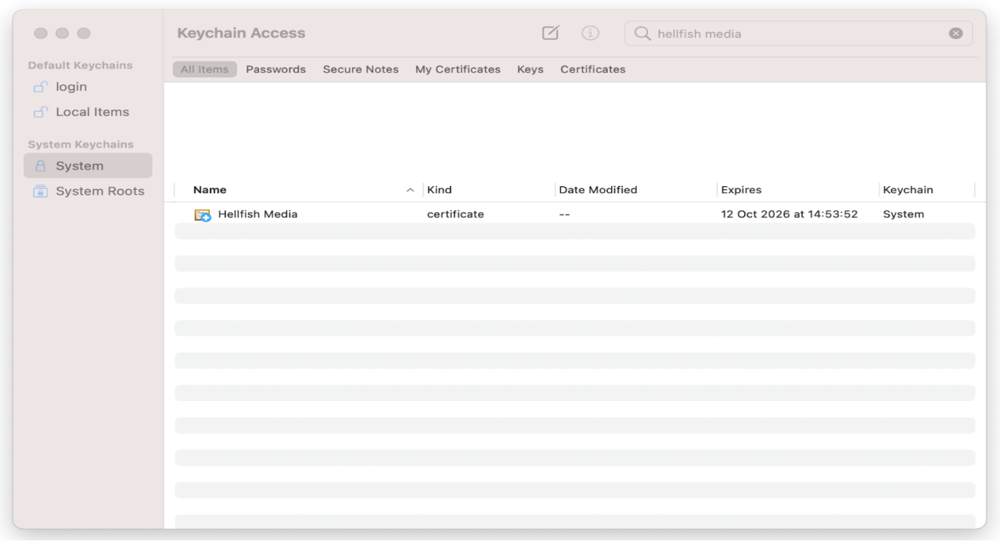 Keychain Access
hellfish media
Default Keychains
login
Local Items
System Keychains
System
System Roots
All Items Passwords Secure Notes My Certificates Keys Certificates
Name Kind Date Modified Expires Keychain
Hellfish Media certificate -- 12 Oct 2026 at 14:53:52 System